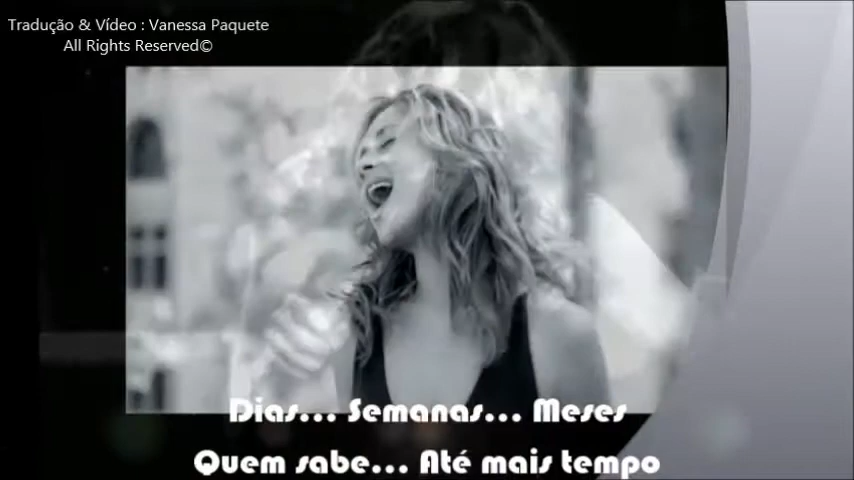 Tradução & Vídeo : Vanessa Paquete
All Rights Reserved©
Dias... Semanas... Meses
Quem sabe... Até mais tempo